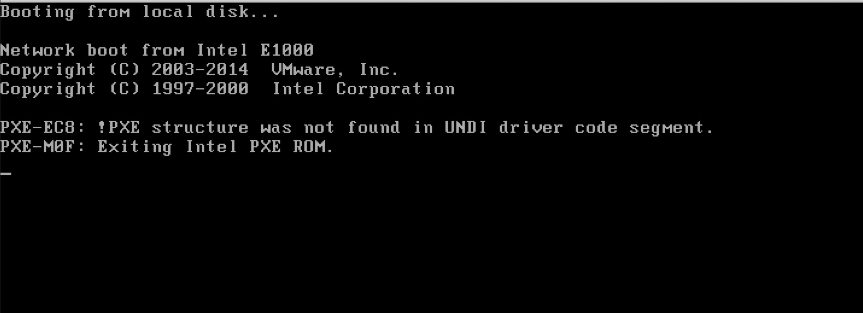 Booting from local disk...
Network boot from Intel E1000
Copyright (C) 2003-2014  VMware, Inc.
Copyright (C) 1997-2000  Intel Corporation
PXE-EC8: !PXE structure was not found in UNDI driver code segment.
PXE-M0F: Exiting Intel PXE ROM.